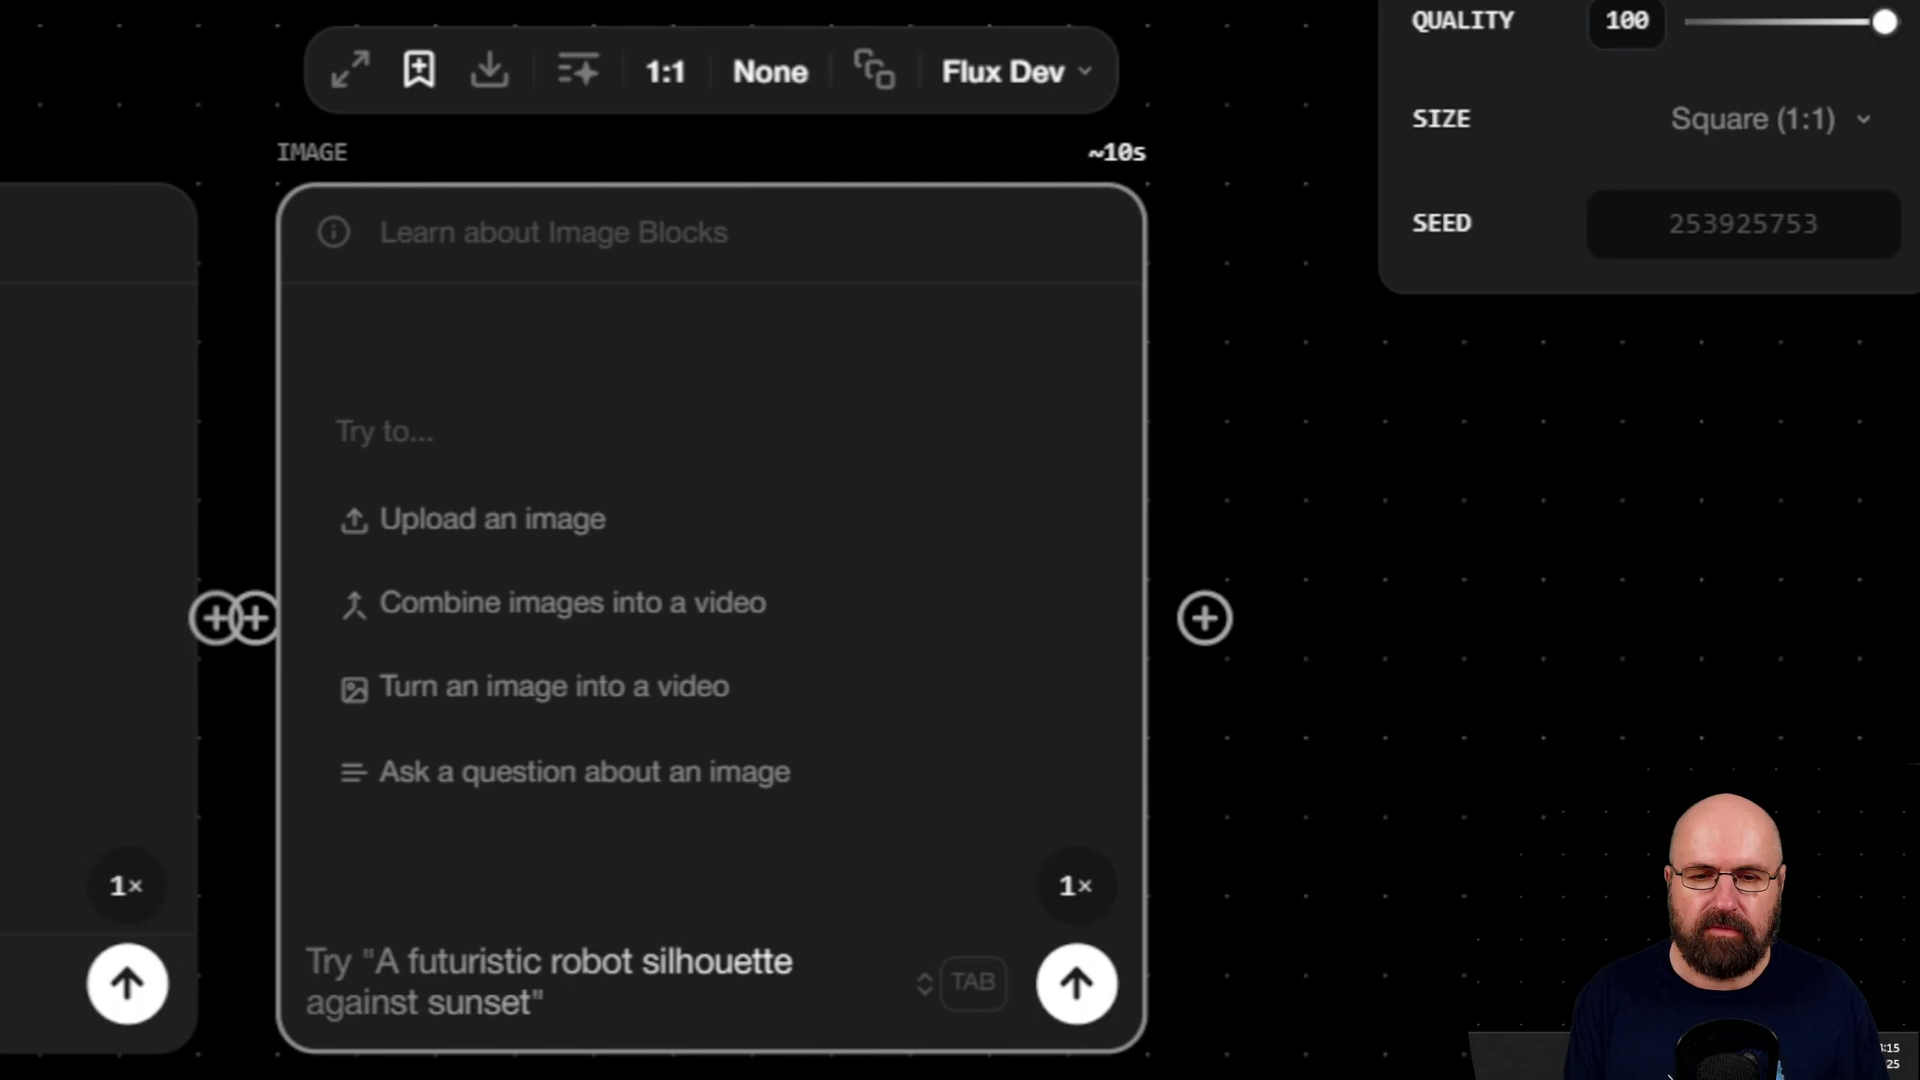 QUALITY 100
1:1 None Flux Dev
SIZE Square (1:1)
IMAGE ~10s
SEED 253925753
Learn about Image Blocks
Try to...
Upload an image
Combine images into a video
Turn an image into a video
Ask a question about an image
1× 1×
Try "A futuristic robot silhouette
against sunset"
TAB
:15
25